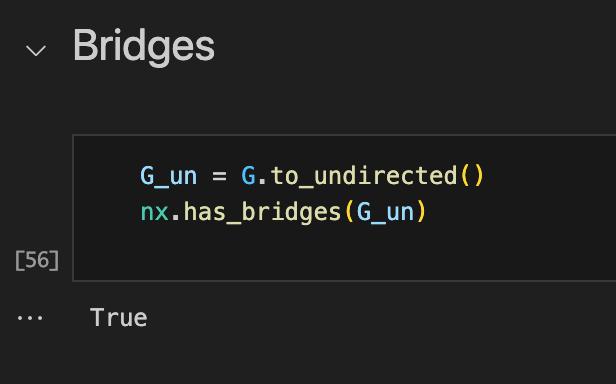 Bridges
G_un = G.to_undirected()
nx.has_bridges(G_un)
[56]
... True